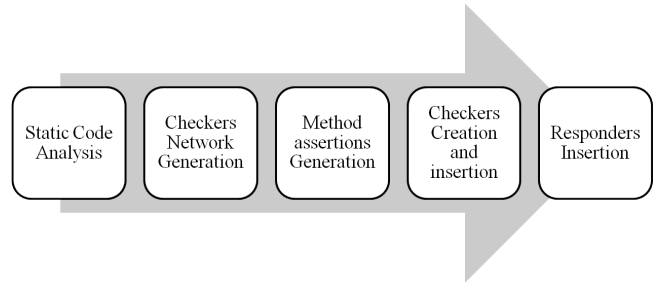 Static Code
Analysis
Checkers
Network
Generation
Method
assertions
Generation
Checkers
Creation
and
insertion
Responders
Insertion